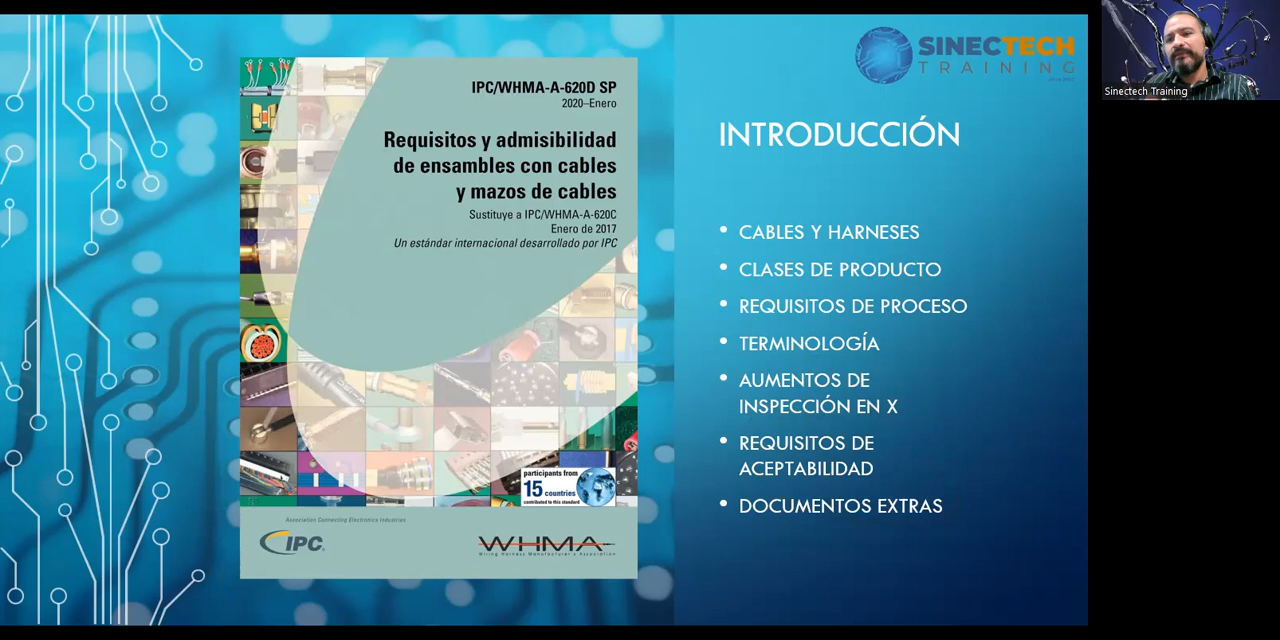 IPC/WHMA-A-620D SP
2020–Enero
Requisitos y admisibilidad
de ensambles con cables
y mazos de cables
Sustituye a IPC/WHMA-A-620C
Enero de 2017
Un estándar internacional desarrollado por IPC
participants from
15 countries
contributed to this standard
Association Connecting Electronics Industries
IPC®
WHMA
Wiring Harness Manufacturer's Association
SINECTECH
TRAINING
INTRODUCCIÓN
• CABLES Y HARNESES
• CLASES DE PRODUCTO
• REQUISITOS DE PROCESO
• TERMINOLOGÍA
• AUMENTOS DE
INSPECCIÓN EN X
• REQUISITOS DE
ACEPTABILIDAD
• DOCUMENTOS EXTRAS
Sinectech Training